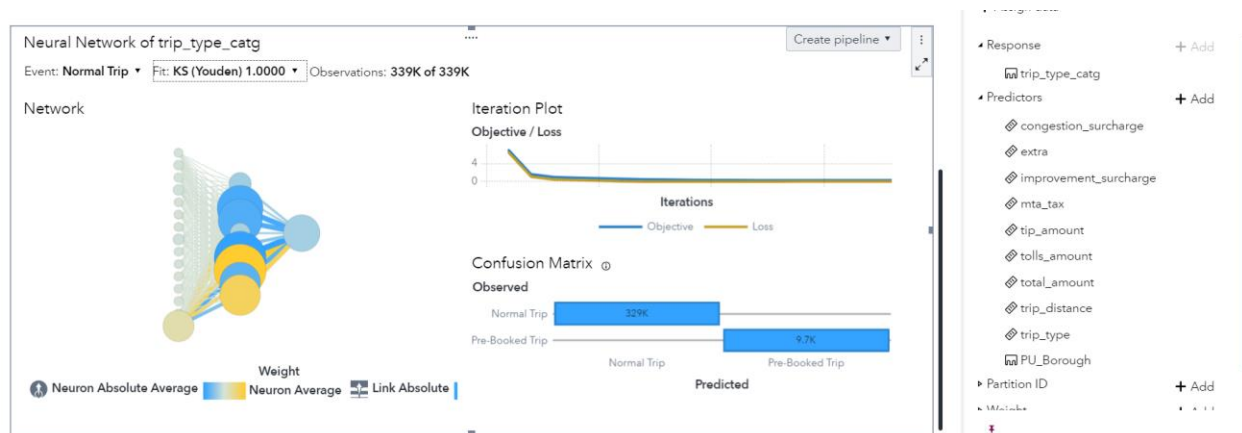 Neural Network of trip_type_catg
Create pipeline
Event: Normal Trip Fit: KS (Youden) 1.0000 Observations: 339K of 339K
Network
Iteration Plot
Objective / Loss
4
0
Iterations
Objective Loss
Confusion Matrix
Observed
Normal Trip 329K
Pre-Booked Trip 9.7K
Normal Trip Pre-Booked Trip
Predicted
Weight
Neuron Absolute Average Neuron Average Link Absolute
Response + Add
trip_type_catg
Predictors + Add
congestion_surcharge
extra
improvement_surcharge
mta_tax
tip_amount
tolls_amount
total_amount
trip_distance
trip_type
PU_Borough
Partition ID + Add